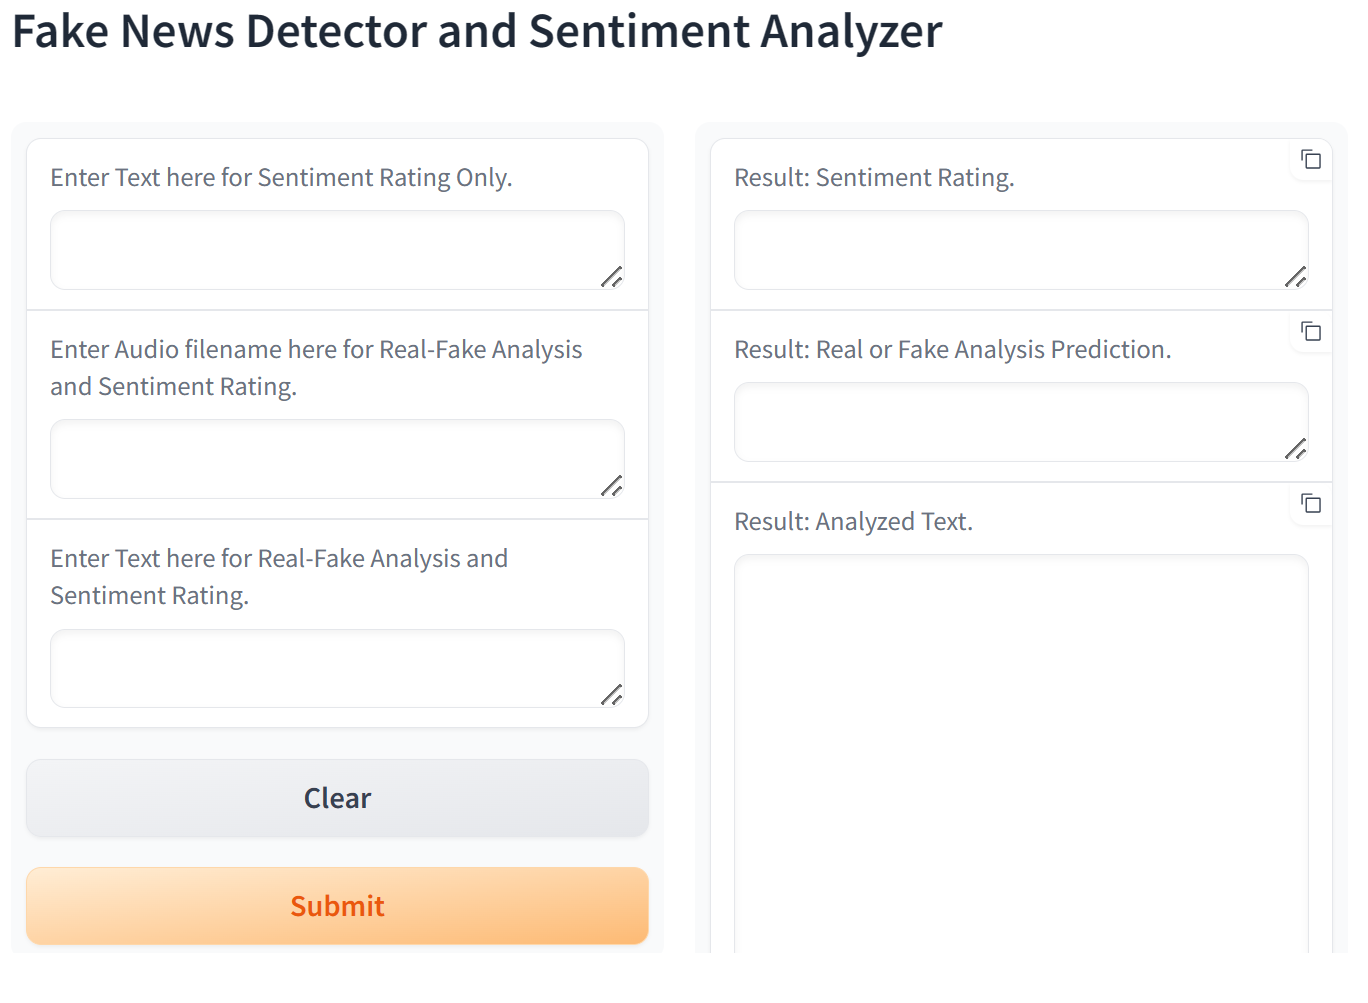 Fake News Detector and Sentiment Analyzer
Enter Text here for Sentiment Rating Only.
Enter Audio filename here for Real-Fake Analysis
and Sentiment Rating.
Enter Text here for Real-Fake Analysis and
Sentiment Rating.
Clear
Submit
Result: Sentiment Rating.
Result: Real or Fake Analysis Prediction.
Result: Analyzed Text.